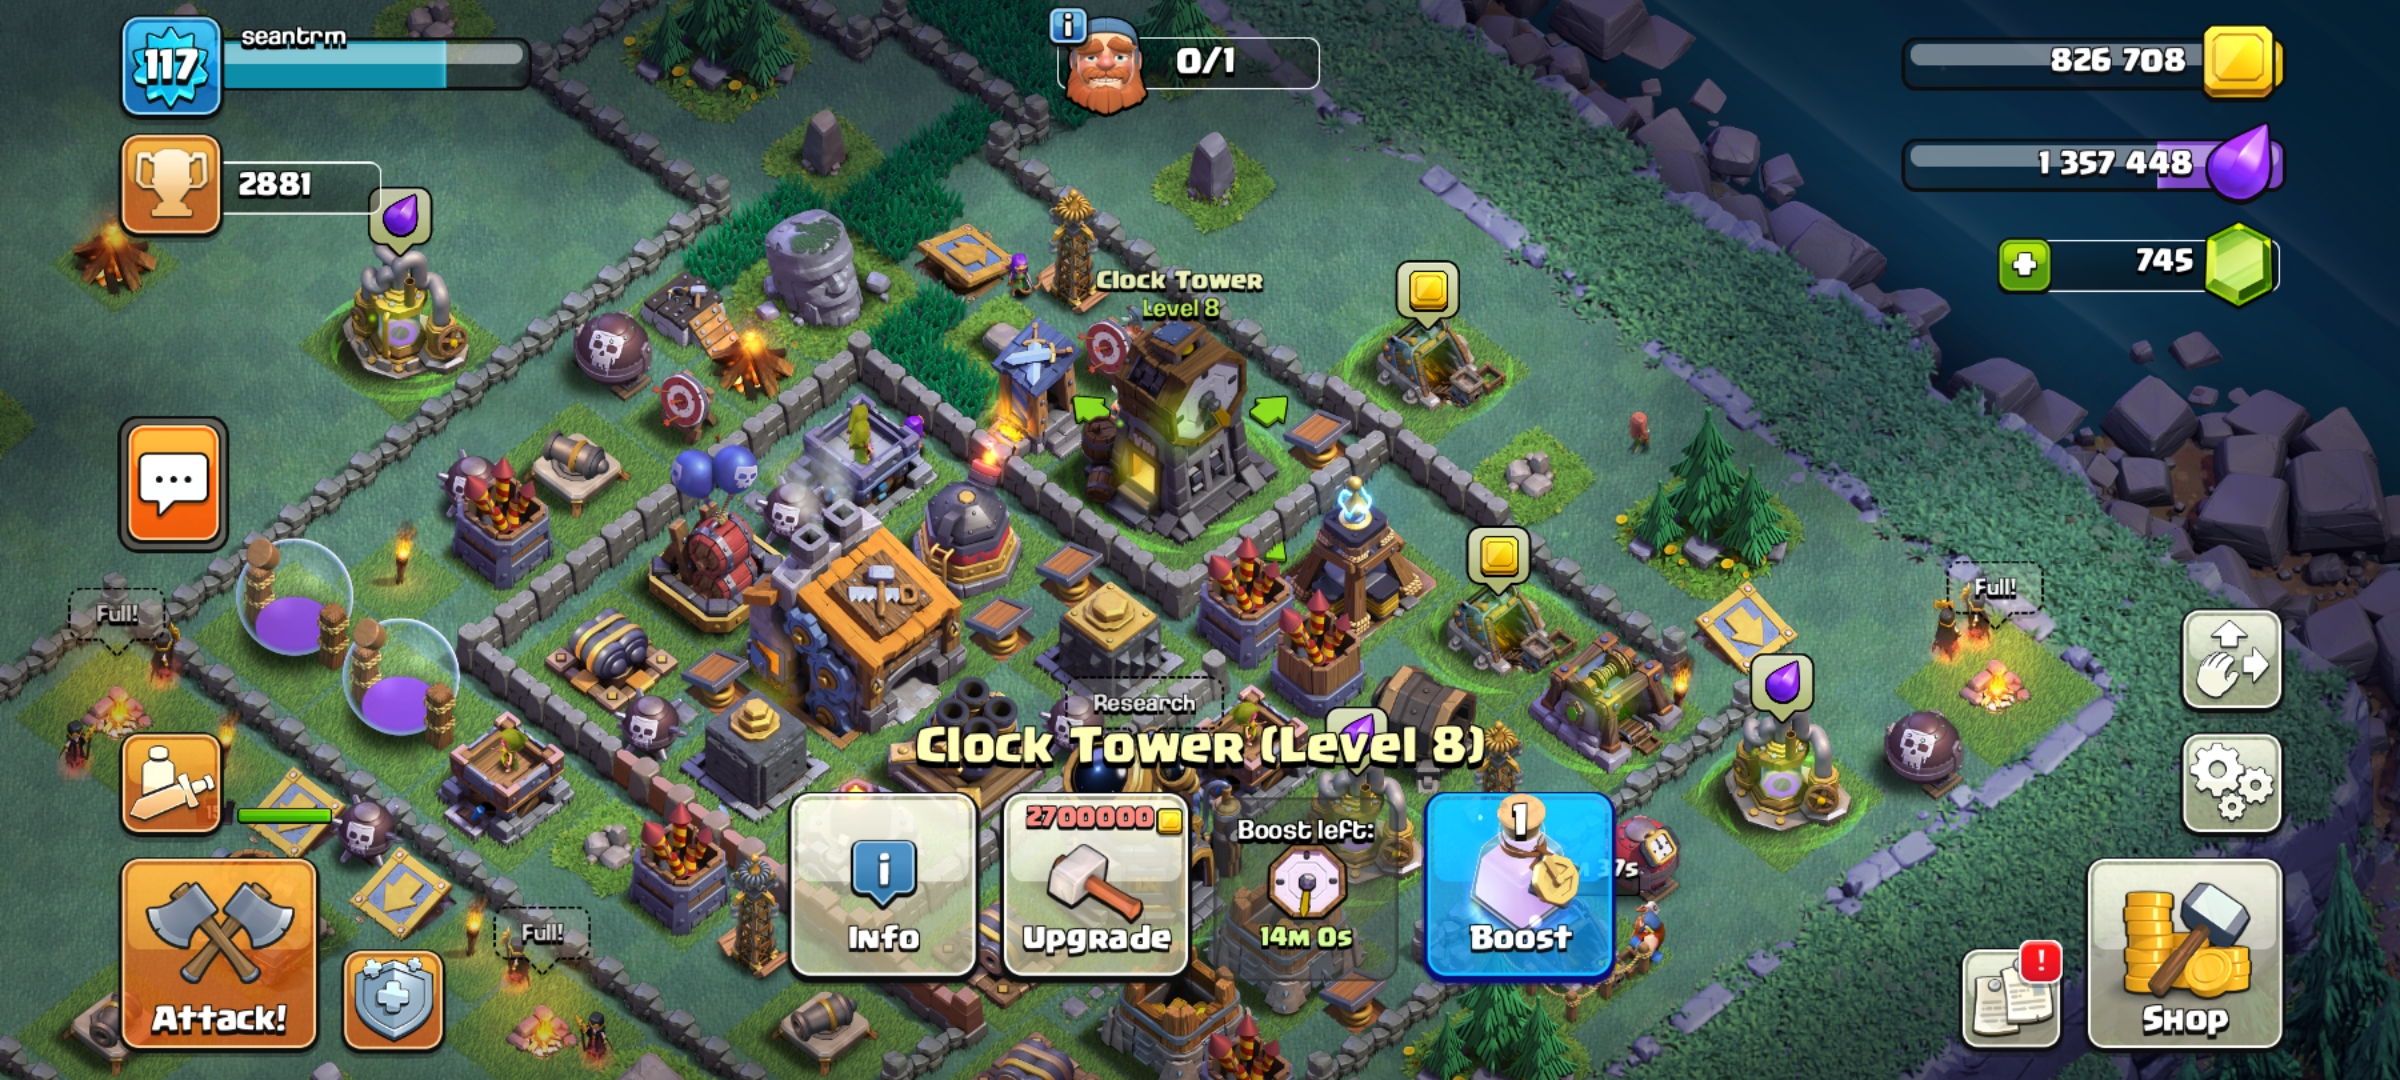 117
seantrm
0/1
826 708
2881
1 357 448
745
Clock Tower
Level 8
Full!
Full!
Research
Clock Tower (Level 8)
2700000
Info
Upgrade
Boost left:
14m 0s
1
Boost
37s
Full!
Attack!
!
Shop